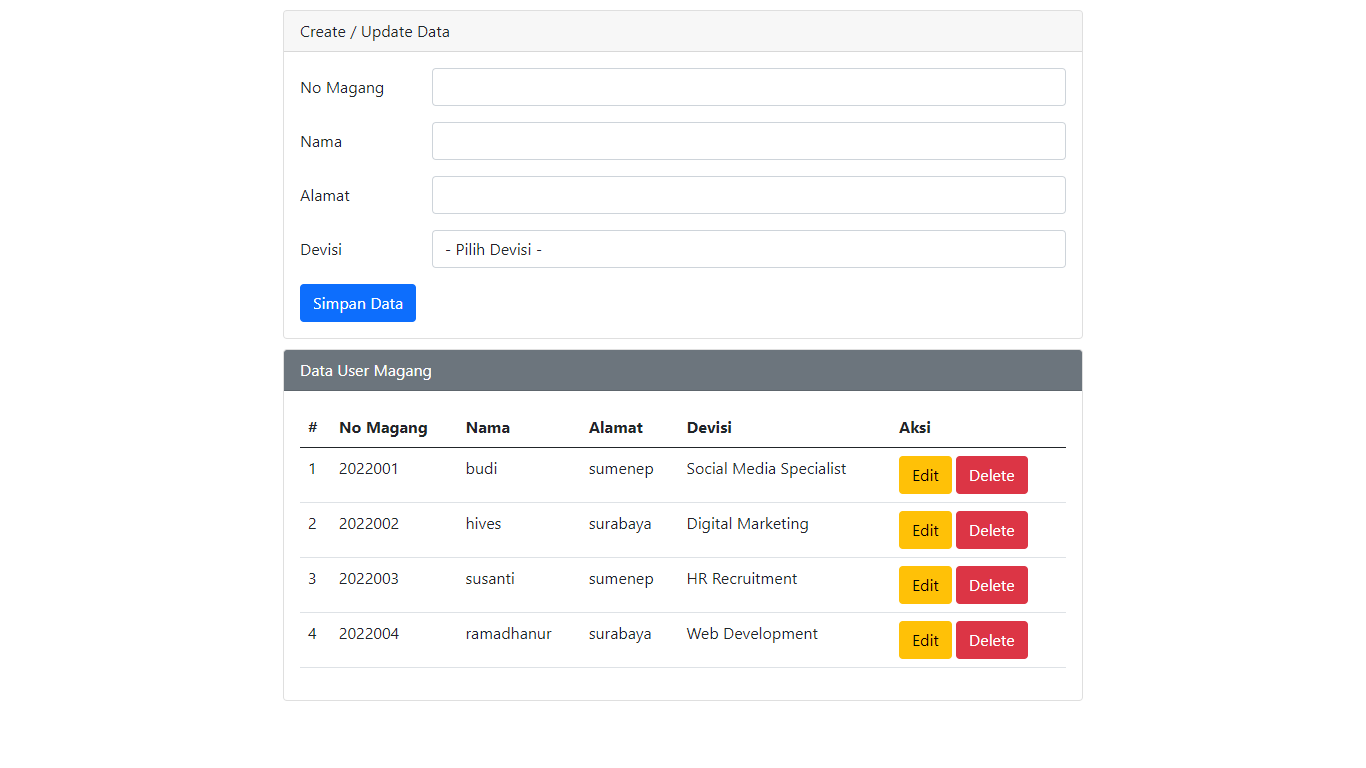 Create / Update Data
No Magang
Nama
Alamat
Devisi - Pilih Devisi -
Simpan Data
Data User Magang
# No Magang Nama Alamat Devisi Aksi
1 2022001 budi sumenep Social Media Specialist Edit Delete
2 2022002 hives surabaya Digital Marketing Edit Delete
3 2022003 susanti sumenep HR Recruitment Edit Delete
4 2022004 ramadhanur surabaya Web Development Edit Delete